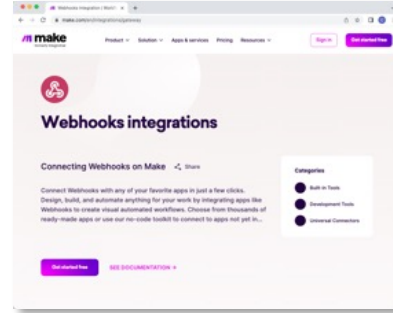 Webhooks Integration | Workf
make.com/en/integrations/gateway
make
Product
Solution
Apps & services
Pricing
Resources
Sign in
Get started free
Webhooks integrations
Connecting Webhooks on Make
Share
Connect Webhooks with any of your favorite apps in just a few clicks.
Design, build, and automate anything for your work by integrating apps like
Webhooks to create visual automated workflows. Choose from thousands of
ready-made apps or use our no-code toolkit to connect to apps not yet in...
Categories
Built-in Tools
Development Tools
Universal Connectors
Get started free
SEE DOCUMENTATION